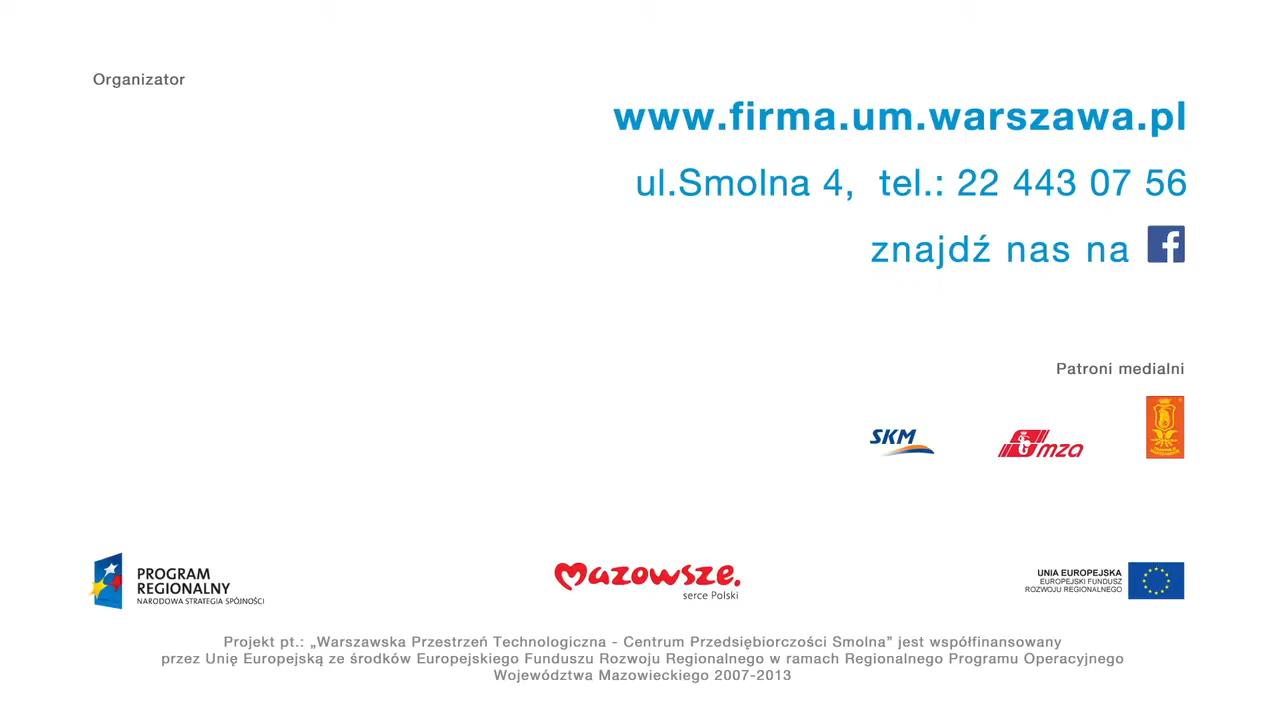 Organizator
www.firma.um.warszawa.pl
ul.Smolna 4, tel.: 22 443 07 56
znajdź nas na
Patroni medialni
SKM
mza
PROGRAM
REGIONALNY
NARODOWA STRATEGIA SPÓJNOŚCI
Mazowsze.
serce Polski
UNIA EUROPEJSKA
EUROPEJSKI FUNDUSZ
ROZWOJU REGIONALNEGO
Projekt pt.: „Warszawska Przestrzeń Technologiczna - Centrum Przedsiębiorczości Smolna” jest współfinansowany
przez Unię Europejską ze środków Europejskiego Funduszu Rozwoju Regionalnego w ramach Regionalnego Programu Operacyjnego
Województwa Mazowieckiego 2007-2013